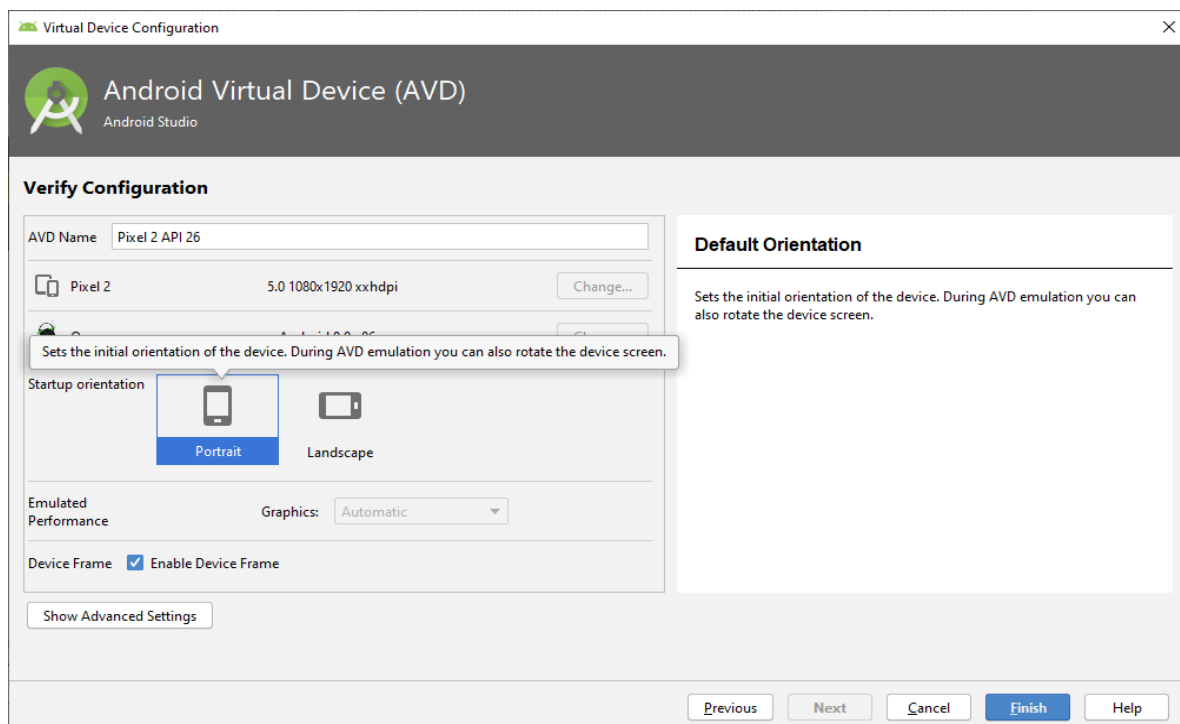 Virtual Device Configuration
Android Virtual Device (AVD)
Android Studio
Verify Configuration
AVD Name Pixel 2 API 26
Pixel 2 5.0 1080x1920 xxhdpi Change...
Sets the initial orientation of the device. During AVD emulation you can also rotate the device screen.
Startup orientation
Portrait Landscape
Emulated
Performance
Graphics: Automatic
Device Frame Enable Device Frame
Show Advanced Settings
Default Orientation
Sets the initial orientation of the device. During AVD emulation you can
also rotate the device screen.
Previous Next Cancel Finish Help